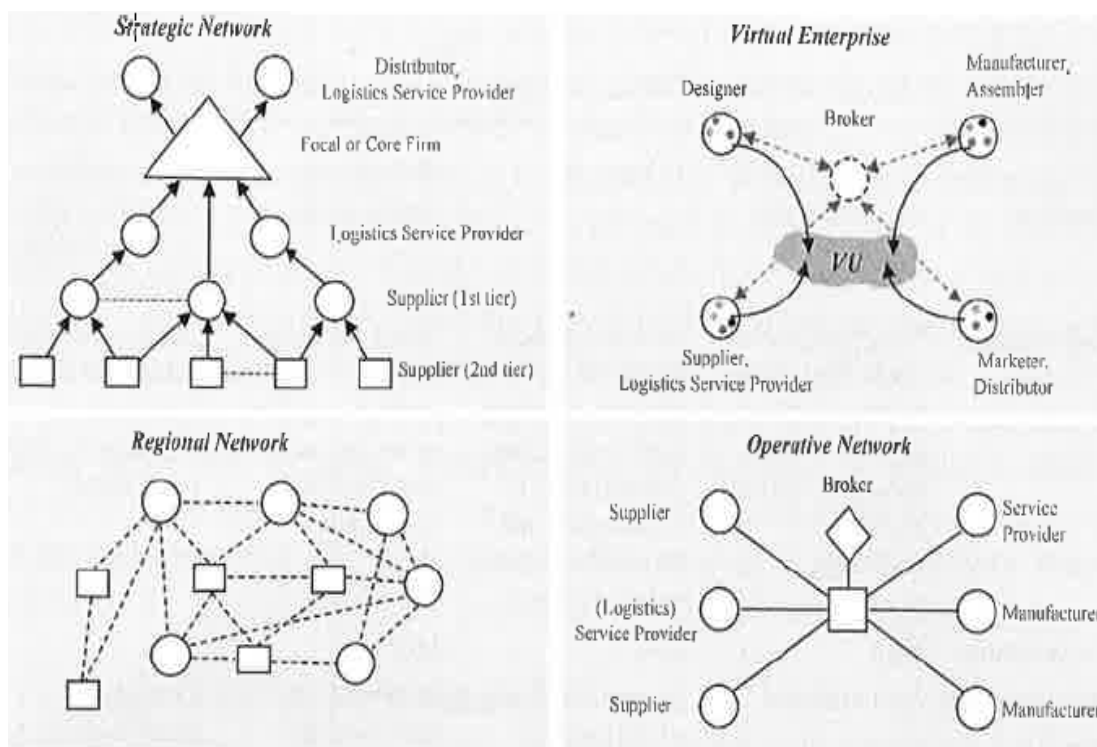 Strategic Network
Distributor,
Logistics Service Provider
Focal or Core Firm
Logistics Service Provider
Supplier (1st tier)
Supplier (2nd tier)
Virtual Enterprise
Designer
Broker
Manufacturer,
Assembler
VU
Supplier,
Logistics Service Provider
Marketer,
Distributor
Regional Network
Operative Network
Broker
Supplier
Service
Provider
(Logistics)
Service Provider
Manufacturer
Supplier
Manufacturer